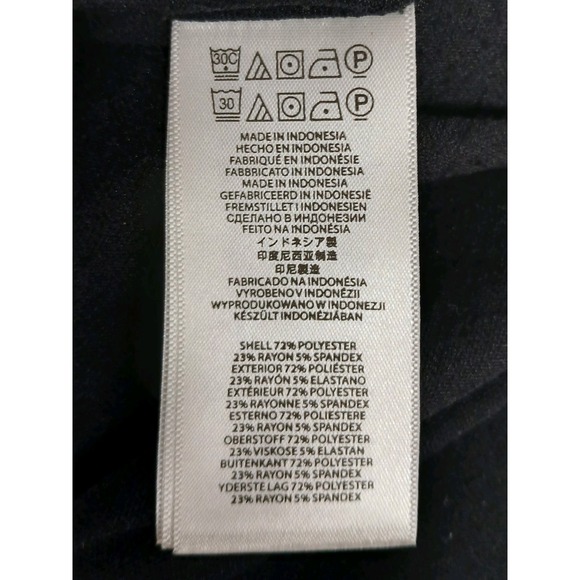 30C P
30 P
MADE IN INDONESIA
HECHO EN INDONESIA
FABRIQUÉ EN INDONÉSIE
FABBRICATO IN INDONESIA
MADE IN INDONESIA
GEFABRICEERD IN INDONESIË
FREMSTILLET I INDONESIEN
СДЕЛАНО В ИНДОНЕЗИИ
FEITO NA INDONÉSIA
インドネシア製
印度尼西亚制造
印尼製造
FABRICADO NA INDONÉSIA
VYROBENO V INDONÉZII
WYPRODUKOWANO W INDONEZJI
KÉSZÜLT INDONÉZIÁBAN
SHELL 72% POLYESTER
23% RAYON 5% SPANDEX
EXTERIOR 72% POLIÉSTER
23% RAYÓN 5% ELASTANO
EXTÉRIEUR 72% POLYESTER
23% RAYONNE 5% SPANDEX
ESTERNO 72% POLIESTERE
23% RAYON 5% SPANDEX
OBERSTOFF 72% POLYESTER
23% VISKOSE 5% ELASTAN
BUITENKANT 72% POLYESTER
23% RAYON 5% SPANDEX
YDERSTE LAG 72% POLYESTER
23% RAYON 5% SPANDEX